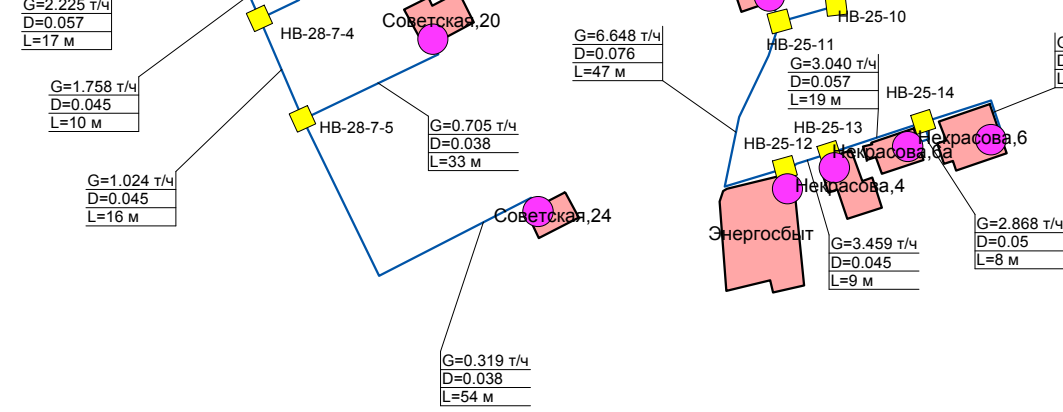 G=2.225 т/ч
D=0.057
L=17 м
НВ-28-7-4
Советская,20
G=1.758 т/ч
D=0.045
L=10 м
НВ-28-7-5
G=0.705 т/ч
D=0.038
L=33 м
G=1.024 т/ч
D=0.045
L=16 м
Советская,24
G=0.319 т/ч
D=0.038
L=54 м
НВ-25-10
G=6.648 т/ч
D=0.076
L=47 м
НВ-25-11
G=3.040 т/ч
D=0.057
L=19 м
НВ-25-14
НВ-25-13
НВ-25-12
Некрасова,6а
Некрасова,6
Некрасова,4
Энергосбыт
G=3.459 т/ч
D=0.045
L=9 м
G=2.868 т/ч
D=0.05
L=8 м